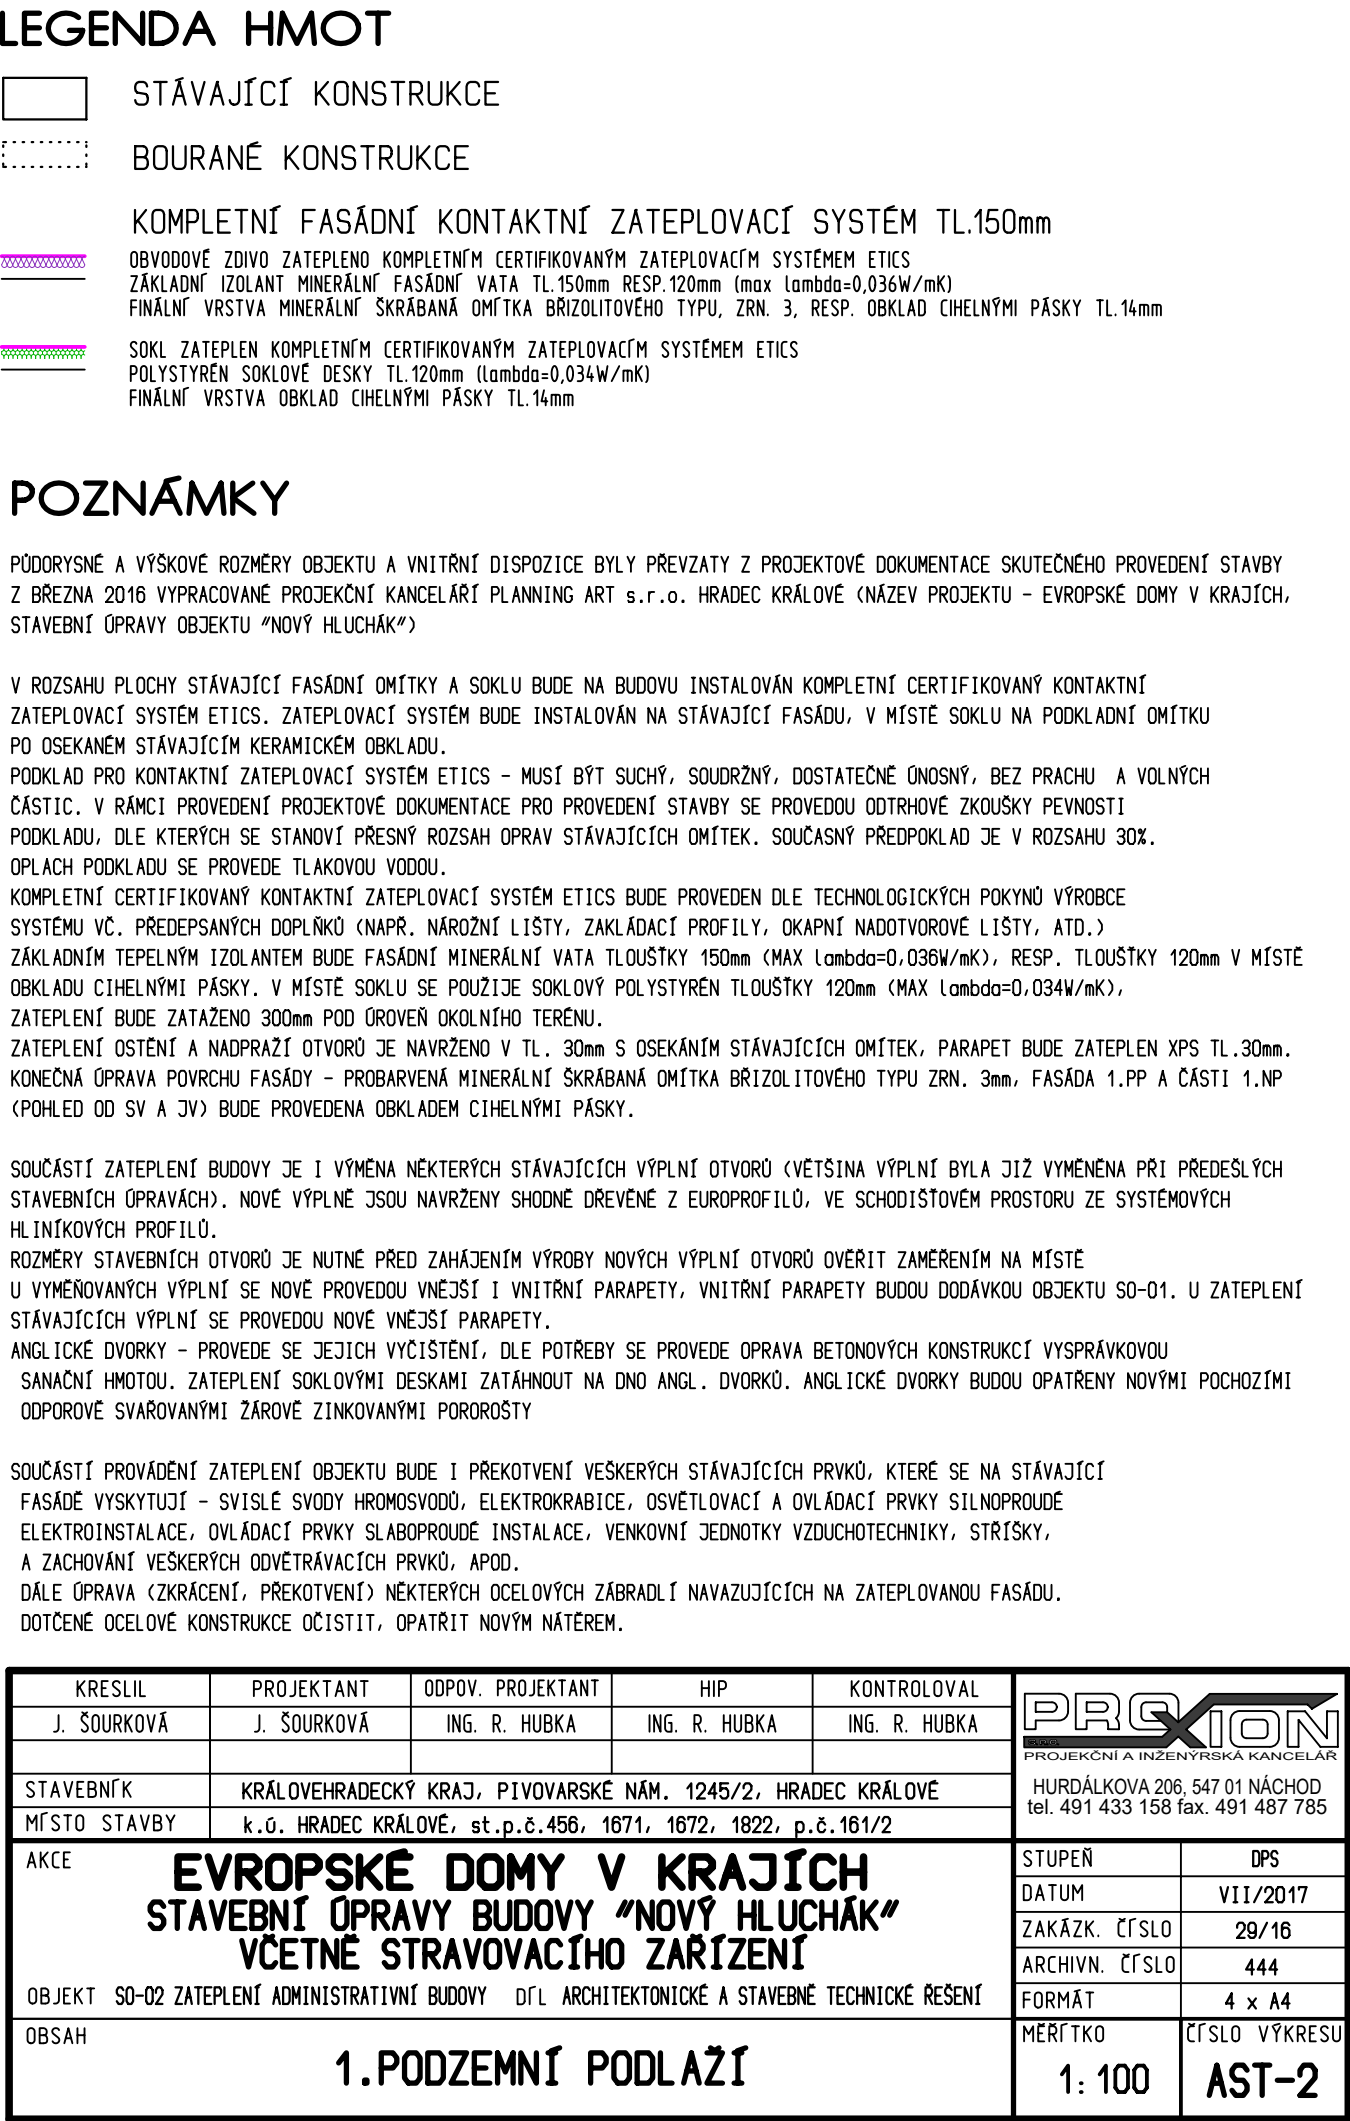 LEGENDA HMOT
STÁVAJÍCÍ KONSTRUKCE
BOURANÉ KONSTRUKCE
KOMPLETNÍ FASÁDNÍ KONTAKTNÍ ZATEPLOVACÍ SYSTÉM TL.150mm
OBVODOVÉ ZDIVO ZATEPLENO KOMPLETNÍM CERTIFIKOVANÝM ZATEPLOVACÍM SYSTÉMEM ETICS
ZÁKLADNÍ IZOLANT MINERÁLNÍ FASÁDNÍ VATA TL.150mm RESP.120mm (max lambda=0,036W/mK)
FINÁLNÍ VRSTVA MINERÁLNÍ ŠKRÁBANÁ OMÍTKA BŘIZOLITOVÉHO TYPU, ZRN. 3, RESP. OBKLAD CIHELNÝMI PÁSKY TL.14mm
SOKL ZATEPLEN KOMPLETNÍM CERTIFIKOVANÝM ZATEPLOVACÍM SYSTÉMEM ETICS
POLYSTYRÉN SOKLOVÉ DESKY TL.120mm (lambda=0,034W/mK)
FINÁLNÍ VRSTVA OBKLAD CIHELNÝMI PÁSKY TL.14mm
POZNÁMKY
PŮDORYSNÉ A VÝŠKOVÉ ROZMĚRY OBJEKTU A VNITŘNÍ DISPOZICE BYLY PŘEVZATY Z PROJEKTOVÉ DOKUMENTACE SKUTEČNÉHO PROVEDENÍ STAVBY
Z BŘEZNA 2016 VYPRACOVANÉ PROJEKČNÍ KANCELÁŘÍ PLANNING ART s.r.o. HRADEC KRÁLOVÉ (NÁZEV PROJEKTU - EVROPSKÉ DOMY V KRAJÍCH,
STAVEBNÍ ÚPRAVY OBJEKTU "NOVÝ HLUCHÁK")
V ROZSAHU PLOCHY STÁVAJÍCÍ FASÁDNÍ OMÍTKY A SOKLU BUDE NA BUDOVU INSTALOVÁN KOMPLETNÍ CERTIFIKOVANÝ KONTAKTNÍ
ZATEPLOVACÍ SYSTÉM ETICS. ZATEPLOVACÍ SYSTÉM BUDE INSTALOVÁN NA STÁVAJÍCÍ FASÁDU, V MÍSTĚ SOKLU NA PODKLADNÍ OMÍTKU
PO OSEKANÉM STÁVAJÍCÍM KERAMICKÉM OBKLADU.
PODKLAD PRO KONTAKTNÍ ZATEPLOVACÍ SYSTÉM ETICS - MUSÍ BÝT SUCHÝ, SOUDRŽNÝ, DOSTATEČNĚ ÚNOSNÝ, BEZ PRACHU  A VOLNÝCH
ČÁSTIC. V RÁMCI PROVEDENÍ PROJEKTOVÉ DOKUMENTACE PRO PROVEDENÍ STAVBY SE PROVEDOU ODTRHOVÉ ZKOUŠKY PEVNOSTI
PODKLADU, DLE KTERÝCH SE STANOVÍ PŘESNÝ ROZSAH OPRAV STÁVAJÍCÍCH OMÍTEK. SOUČASNÝ PŘEDPOKLAD JE V ROZSAHU 30%.
OPLACH PODKLADU SE PROVEDE TLAKOVOU VODOU.
KOMPLETNÍ CERTIFIKOVANÝ KONTAKTNÍ ZATEPLOVACÍ SYSTÉM ETICS BUDE PROVEDEN DLE TECHNOLOGICKÝCH POKYNŮ VÝROBCE
SYSTÉMU VČ. PŘEDEPSANÝCH DOPLŇKŮ (NAPŘ. NÁROŽNÍ LIŠTY, ZAKLÁDACÍ PROFILY, OKAPNÍ NADOTVOROVÉ LIŠTY, ATD.)
ZÁKLADNÍM TEPELNÝM IZOLANTEM BUDE FASÁDNÍ MINERÁLNÍ VATA TLOUŠŤKY 150mm (MAX lambda=0,036W/mK), RESP. TLOUŠŤKY 120mm V MÍSTĚ
OBKLADU CIHELNÝMI PÁSKY. V MÍSTĚ SOKLU SE POUŽIJE SOKLOVÝ POLYSTYRÉN TLOUŠŤKY 120mm (MAX lambda=0,034W/mK),
ZATEPLENÍ BUDE ZATAŽENO 300mm POD ÚROVEŇ OKOLNÍHO TERÉNU.
ZATEPLENÍ OSTĚNÍ A NADPRAŽÍ OTVORŮ JE NAVRŽENO V TL. 30mm S OSEKÁNÍM STÁVAJÍCÍCH OMÍTEK, PARAPET BUDE ZATEPLEN XPS TL.30mm.
KONEČNÁ ÚPRAVA POVRCHU FASÁDY - PROBARVENÁ MINERÁLNÍ ŠKRÁBANÁ OMÍTKA BŘIZOLITOVÉHO TYPU ZRN. 3mm, FASÁDA 1.PP A ČÁSTI 1.NP
(POHLED OD SV A JV) BUDE PROVEDENA OBKLADEM CIHELNÝMI PÁSKY.
SOUČÁSTÍ ZATEPLENÍ BUDOVY JE I VÝMĚNA NĚKTERÝCH STÁVAJÍCÍCH VÝPLNÍ OTVORŮ (VĚTŠINA VÝPLNÍ BYLA JIŽ VYMĚNĚNA PŘI PŘEDEŠLÝCH
STAVEBNÍCH ÚPRAVÁCH). NOVÉ VÝPLNĚ JSOU NAVRŽENY SHODNĚ DŘEVĚNÉ Z EUROPROFILŮ, VE SCHODIŠŤOVÉM PROSTORU ZE SYSTÉMOVÝCH
HLINÍKOVÝCH PROFILŮ.
ROZMĚRY STAVEBNÍCH OTVORŮ JE NUTNÉ PŘED ZAHÁJENÍM VÝROBY NOVÝCH VÝPLNÍ OTVORŮ OVĚŘIT ZAMĚŘENÍM NA MÍSTĚ
U VYMĚŇOVANÝCH VÝPLNÍ SE NOVĚ PROVEDOU VNĚJŠÍ I VNITŘNÍ PARAPETY, VNITŘNÍ PARAPETY BUDOU DODÁVKOU OBJEKTU SO-01. U ZATEPLENÍ
STÁVAJÍCÍCH VÝPLNÍ SE PROVEDOU NOVÉ VNĚJŠÍ PARAPETY.
ANGLICKÉ DVORKY - PROVEDE SE JEJICH VYČIŠTĚNÍ, DLE POTŘEBY SE PROVEDE OPRAVA BETONOVÝCH KONSTRUKCÍ VYSPRÁVKOVOU
SANAČNÍ HMOTOU. ZATEPLENÍ SOKLOVÝMI DESKAMI ZATÁHNOUT NA DNO ANGL. DVORKŮ. ANGLICKÉ DVORKY BUDOU OPATŘENY NOVÝMI POCHOZÍMI
ODPOROVĚ SVAŘOVANÝMI ŽÁROVĚ ZINKOVANÝMI POROROŠTY
SOUČÁSTÍ PROVÁDĚNÍ ZATEPLENÍ OBJEKTU BUDE I PŘEKOTVENÍ VEŠKERÝCH STÁVAJÍCÍCH PRVKŮ, KTERÉ SE NA STÁVAJÍCÍ
FASÁDĚ VYSKYTUJÍ - SVISLÉ SVODY HROMOSVODŮ, ELEKTROKRABICE, OSVĚTLOVACÍ A OVLÁDACÍ PRVKY SILNOPROUDÉ
ELEKTROINSTALACE, OVLÁDACÍ PRVKY SLABOPROUDÉ INSTALACE, VENKOVNÍ JEDNOTKY VZDUCHOTECHNIKY, STŘÍŠKY,
A ZACHOVÁNÍ VEŠKERÝCH ODVĚTRÁVACÍCH PRVKŮ, APOD.
DÁLE ÚPRAVA (ZKRÁCENÍ, PŘEKOTVENÍ) NĚKTERÝCH OCELOVÝCH ZÁBRADLÍ NAVAZUJÍCÍCH NA ZATEPLOVANOU FASÁDU.
DOTČENÉ OCELOVÉ KONSTRUKCE OČISTIT, OPATŘIT NOVÝM NÁTĚREM.
KRESLIL PROJEKTANT ODPOV. PROJEKTANT HIP KONTROLOVAL
J. ŠOURKOVÁ J. ŠOURKOVÁ ING. R. HUBKA ING. R. HUBKA ING. R. HUBKA
STAVEBNÍK KRÁLOVEHRADECKÝ KRAJ, PIVOVARSKÉ NÁM. 1245/2, HRADEC KRÁLOVÉ
MÍSTO STAVBY k.ú. HRADEC KRÁLOVÉ, st.p.č.456, 1671, 1672, 1822, p.č.161/2
PROXION
s.r.o.
PROJEKČNÍ A INŽENÝRSKÁ KANCELÁŘ
HURDÁLKOVA 206, 547 01 NÁCHOD
tel. 491 433 158 fax. 491 487 785
AKCE EVROPSKÉ DOMY V KRAJÍCH
STAVEBNÍ ÚPRAVY BUDOVY "NOVÝ HLUCHÁK"
VČETNĚ STRAVOVACÍHO ZAŘÍZENÍ
OBJEKT SO-02 ZATEPLENÍ ADMINISTRATIVNÍ BUDOVY DÍL ARCHITEKTONICKÉ A STAVEBNĚ TECHNICKÉ ŘEŠENÍ
OBSAH
1.PODZEMNÍ PODLAŽÍ
STUPEŇ DPS
DATUM VII/2017
ZAKÁZK. ČÍSLO 29/16
ARCHIVN. ČÍSLO 444
FORMÁT 4 x A4
MĚŘÍTKO ČÍSLO VÝKRESU
1:100 AST-2